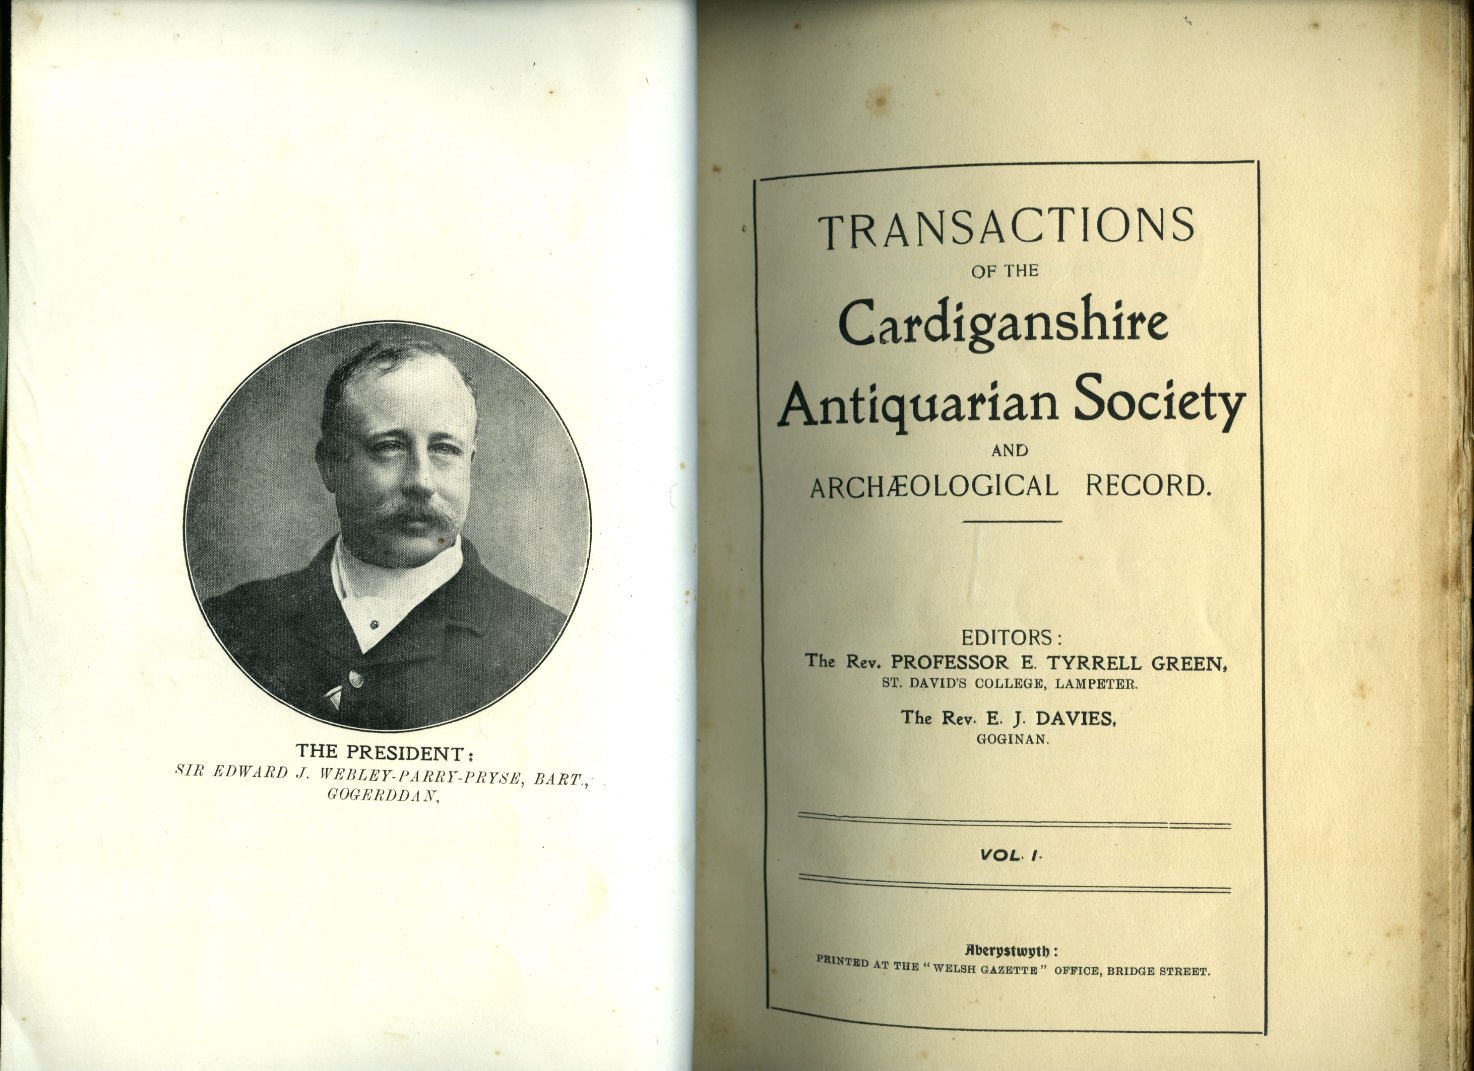 THE PRESIDENT:
SIR EDWARD J. WEBLEY-PARRY-PRYSE, BART.,
GOGERDDAN,
TRANSACTIONS
OF THE
Cardiganshire
Antiquarian Society
AND
ARCHÆOLOGICAL RECORD.
EDITORS:
The Rev. PROFESSOR E. TYRRELL GREEN,
ST. DAVID'S COLLEGE, LAMPETER.
The Rev. E. J. DAVIES,
GOGINAN.
VOL. I.
Aberystwyth:
PRINTED AT THE "WELSH GAZETTE" OFFICE, BRIDGE STREET.